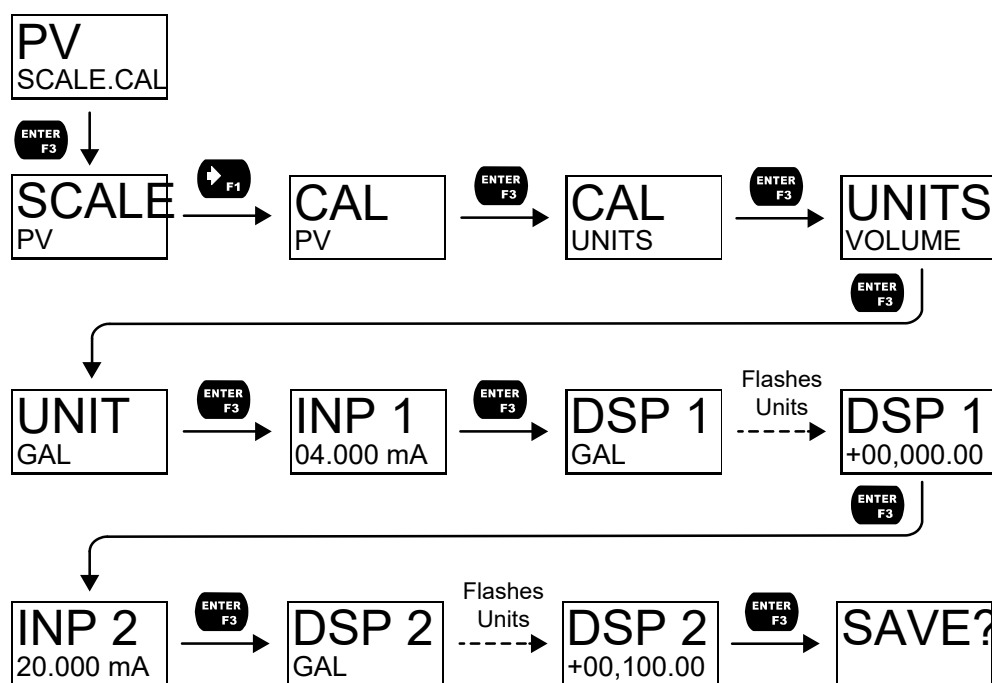 PV
SCALE.CAL
ENTER
F3
SCALE
PV
F1
CAL
PV
ENTER
F3
CAL
UNITS
ENTER
F3
UNITS
VOLUME
ENTER
F3
UNIT
GAL
ENTER
F3
INP 1
04.000 mA
ENTER
F3
DSP 1
GAL
Flashes
Units
DSP 1
+00,000.00
ENTER
F3
INP 2
20.000 mA
ENTER
F3
DSP 2
GAL
Flashes
Units
DSP 2
+00,100.00
ENTER
F3
SAVE?